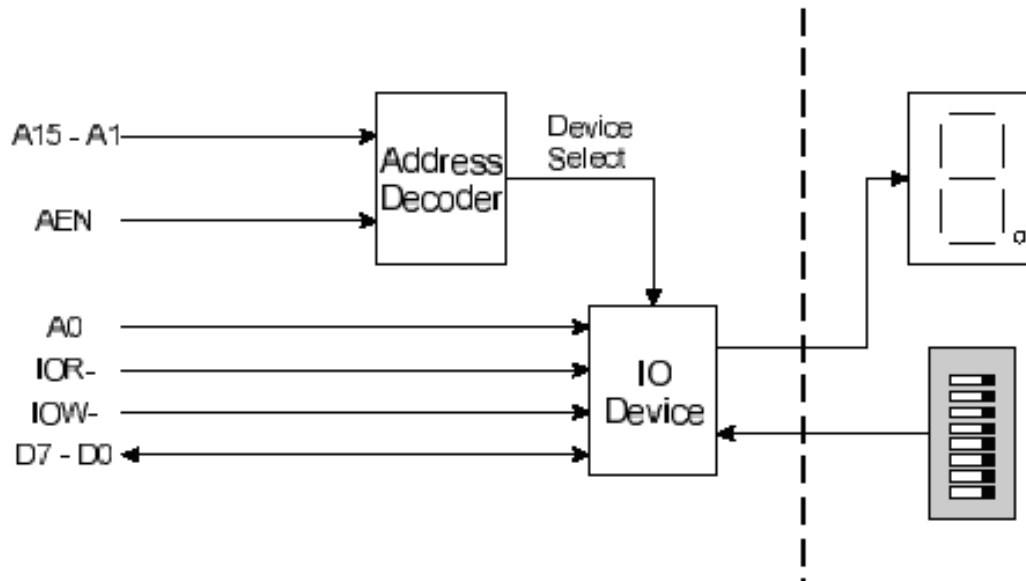 A15 - A1
AEN
Address
Decoder
Device
Select
A0
IOR-
IOW-
D7 - D0
IO
Device